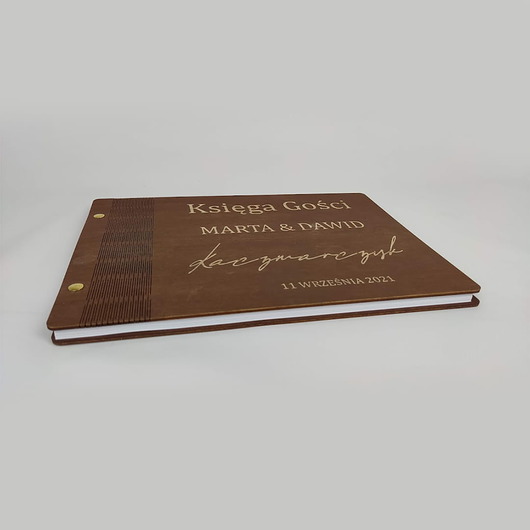 Księga Gości
MARTA & DAWID
Kaczmarczyk
11 WRZEŚNIA 2021